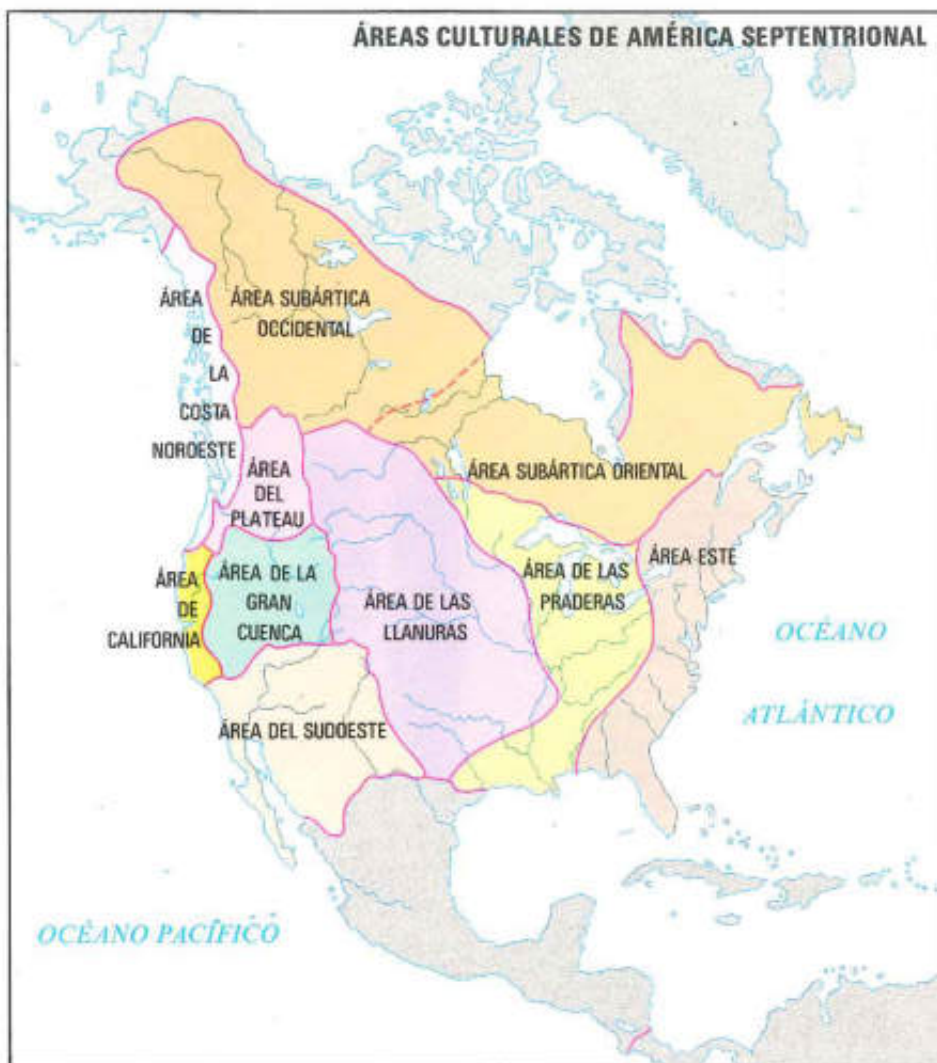 ÁREAS CULTURALES DE AMÉRICA SEPTENTRIONAL
ÁREA
DE
LA
COSTA
NOROESTE
ÁREA SUBÁRTICA
OCCIDENTAL
ÁREA
DEL
PLATEAU
ÁREA SUBÁRTICA ORIENTAL
ÁREA
DE
CALIFORNIA
ÁREA DE LA
GRAN
CUENCA
ÁREA DE LAS
LLANURAS
ÁREA DE LAS
PRADERAS
ÁREA ESTE
ÁREA DEL SUDOESTE
OCÉANO
ATLÁNTICO
OCÉANO PACÍFICO